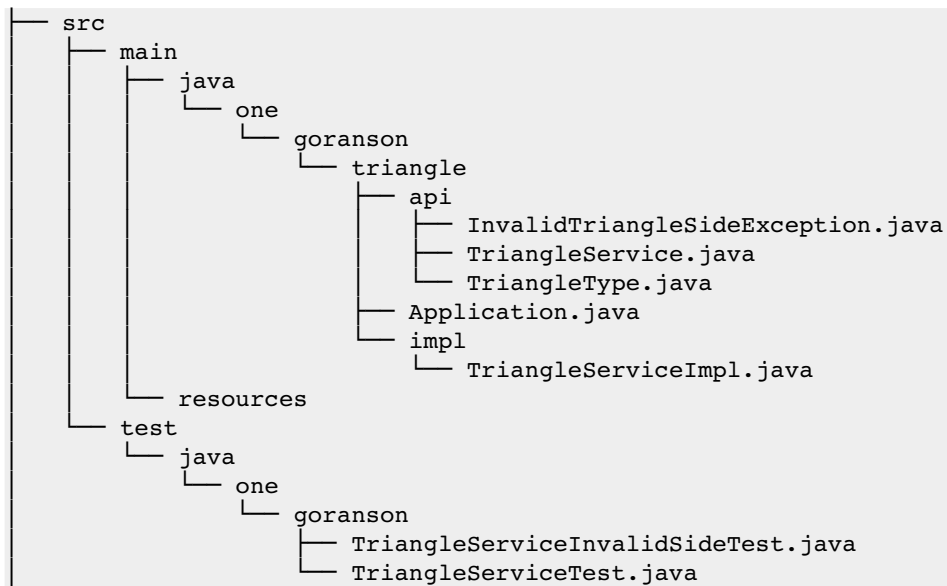 ├── src
│   ├── main
│   │   ├── java
│   │   │   └── one
│   │   │       └── goranson
│   │   │           └── triangle
│   │   │               ├── api
│   │   │               │   ├── InvalidTriangleSideException.java
│   │   │               │   ├── TriangleService.java
│   │   │               │   └── TriangleType.java
│   │   │               ├── Application.java
│   │   │               └── impl
│   │   │                   └── TriangleServiceImpl.java
│   │   └── resources
│   └── test
│       └── java
│           └── one
│               └── goranson
│                   ├── TriangleServiceInvalidSideTest.java
│                   └── TriangleServiceTest.java